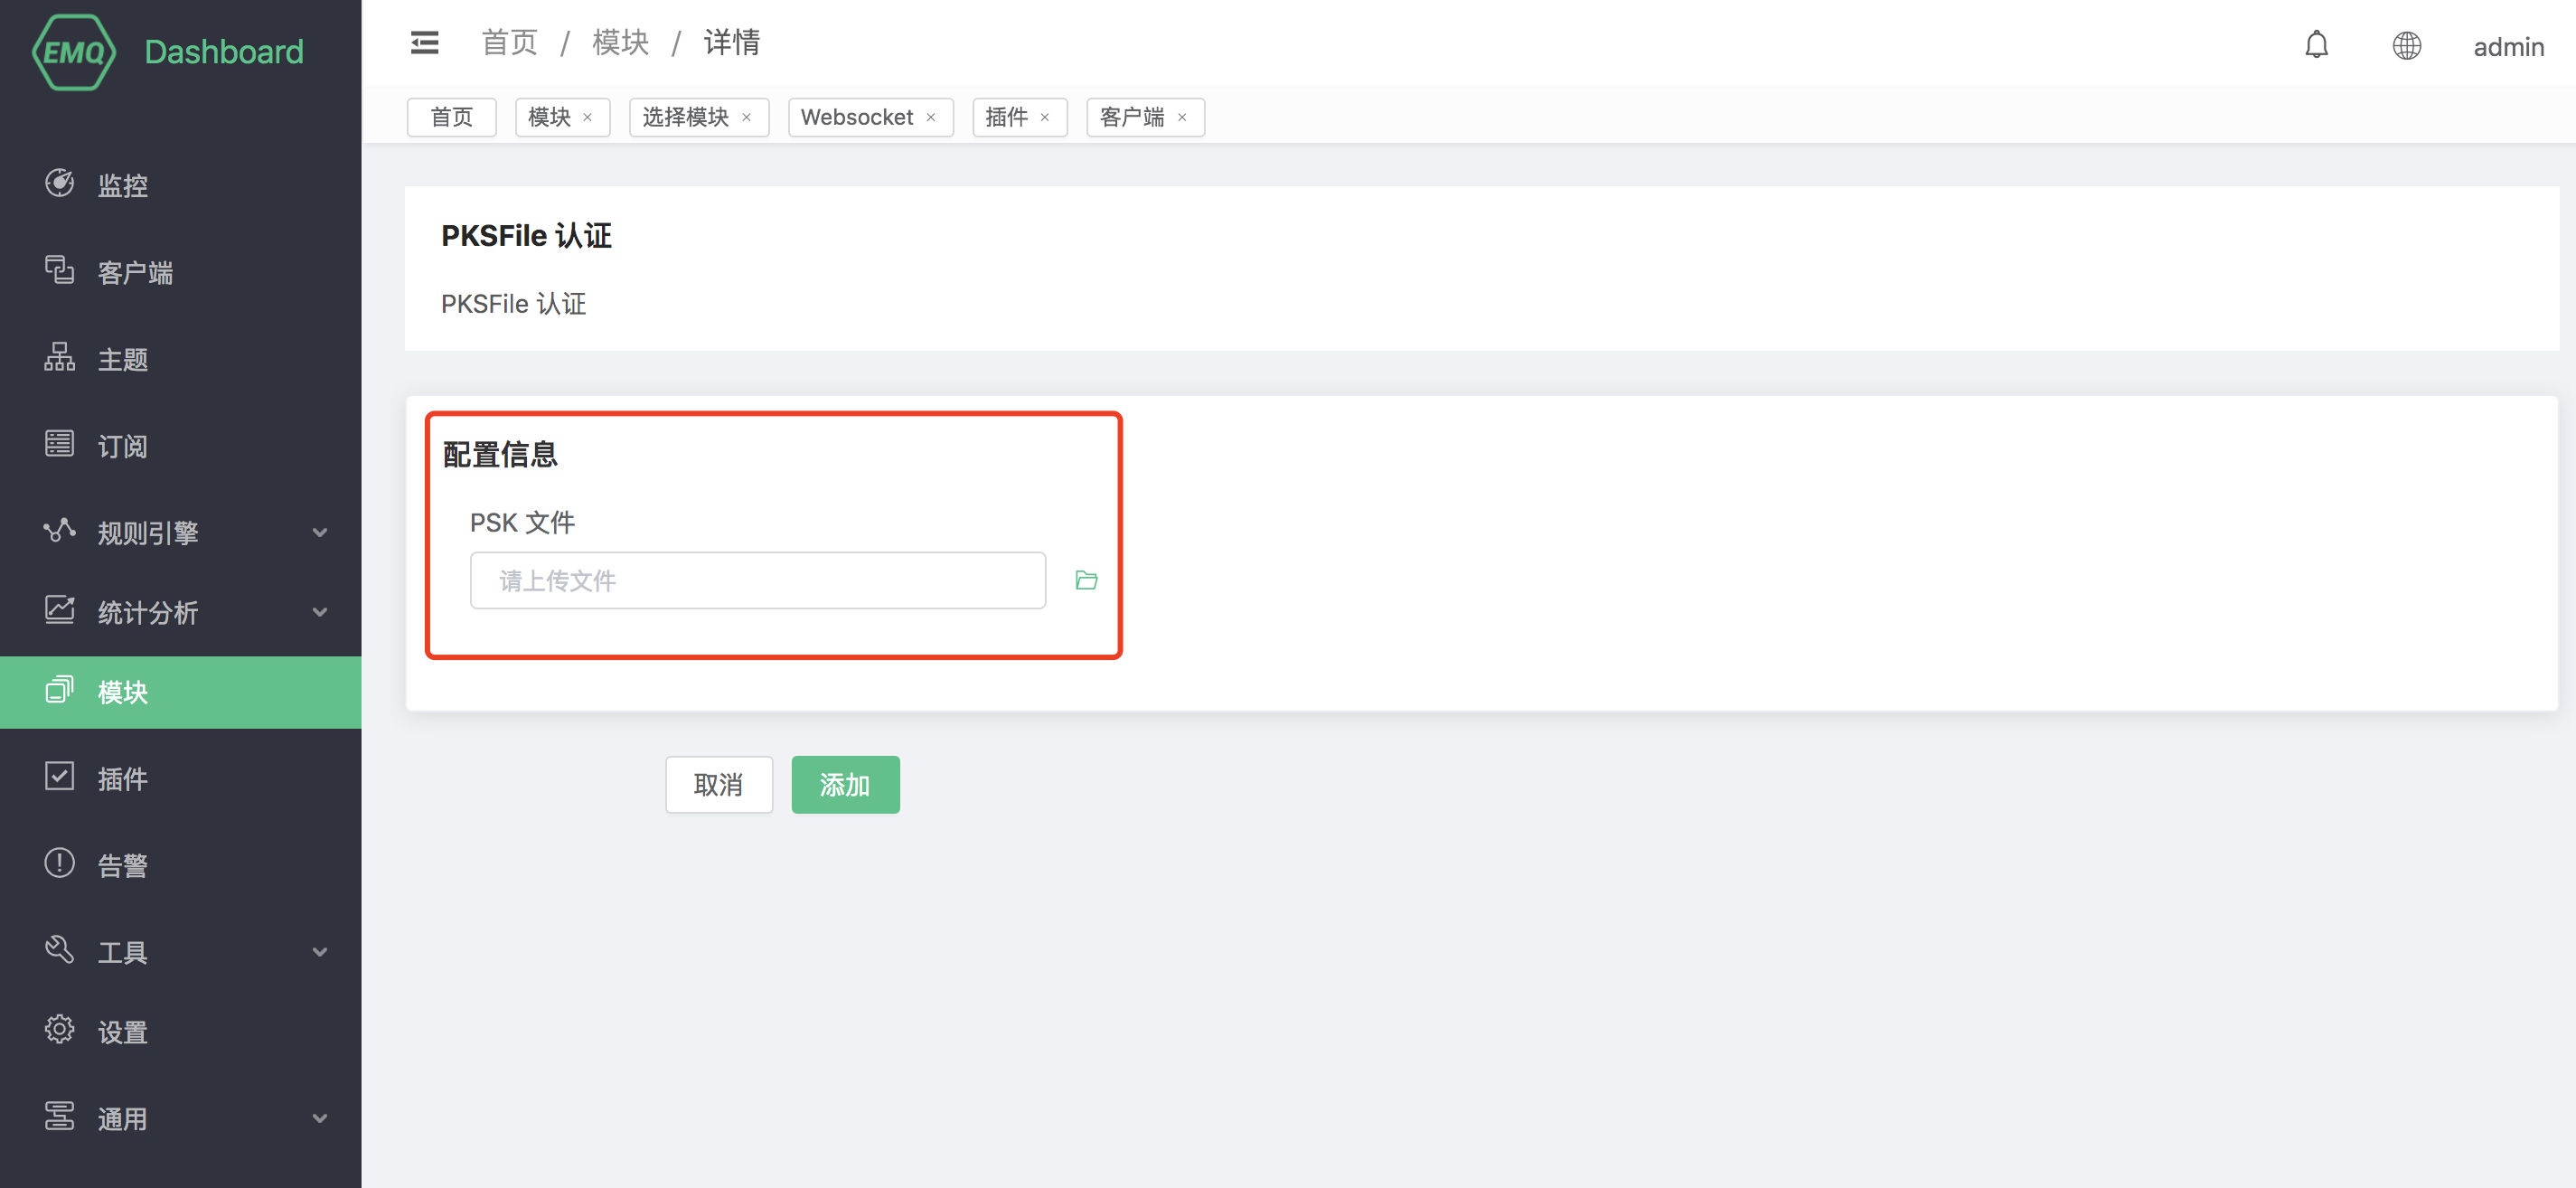 EMQ Dashboard
监控
客户端
主题
订阅
规则引擎
统计分析
模块
插件
告警
工具
设置
通用
首页 / 模块 / 详情
admin
首页 模块 × 选择模块 × Websocket × 插件 × 客户端 ×
PKSFile 认证
PKSFile 认证
配置信息
PSK 文件
请上传文件
取消 添加